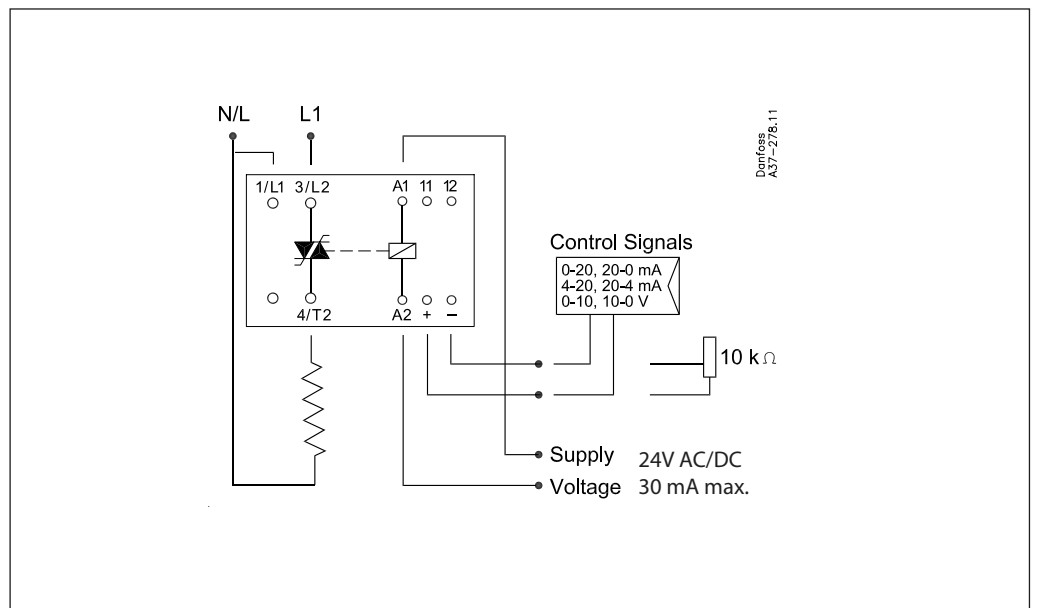 N/L L1
Danfoss
A37-278.11
1/L1 3/L2 A1 11 12
Control Signals
0-20, 20-0 mA
4-20, 20-4 mA
0-10, 10-0 V
4/T2 A2 + −
10 kΩ
Supply 24V AC/DC
Voltage 30 mA max.